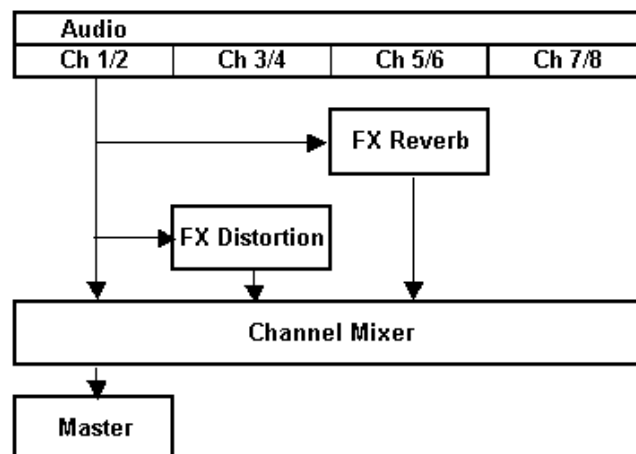 Audio
Ch 1/2 Ch 3/4 Ch 5/6 Ch 7/8
FX Reverb
FX Distortion
Channel Mixer
Master